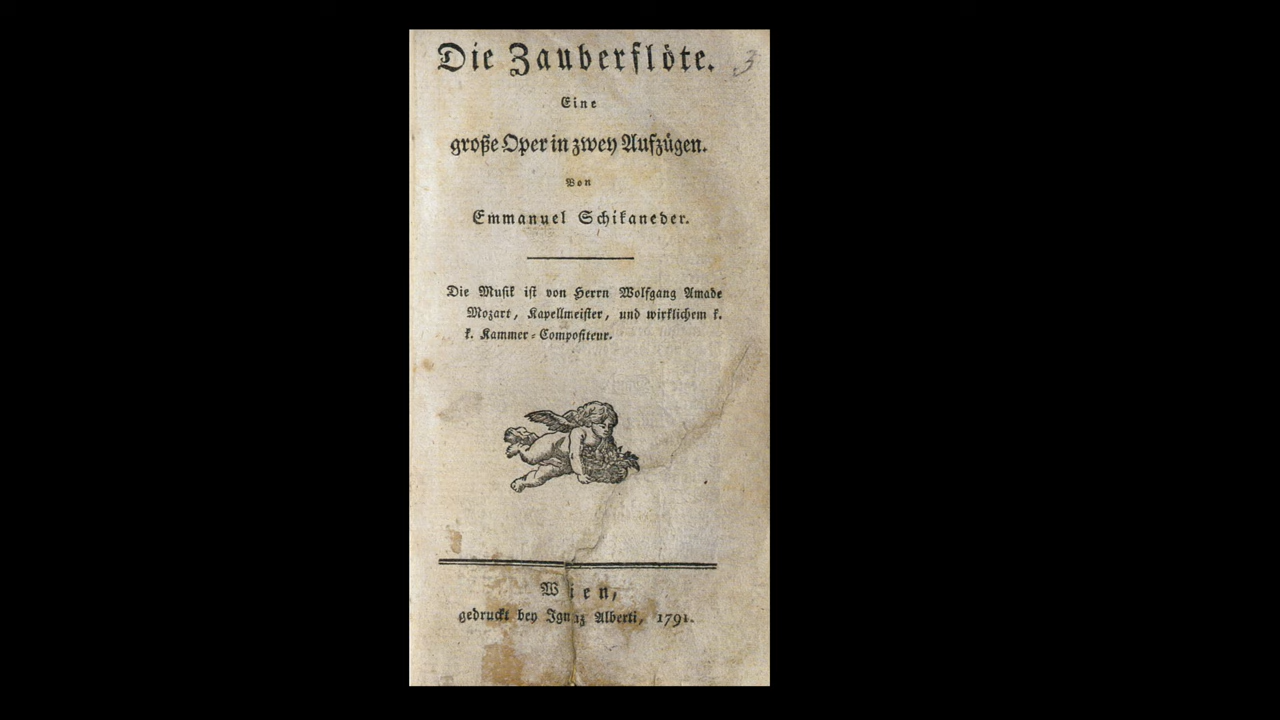 Die Zauberflöte. 3
Eine
große Oper in zwey Aufzügen.
Von
Emmanuel Schikaneder.
Die Musik ist von Herrn Wolfgang Amade
Mozart, Kapellmeister, und wirklichem k.
k. Kammer-Compositeur.
Wien,
gedruckt bey Ignaz Alberti, 1791.